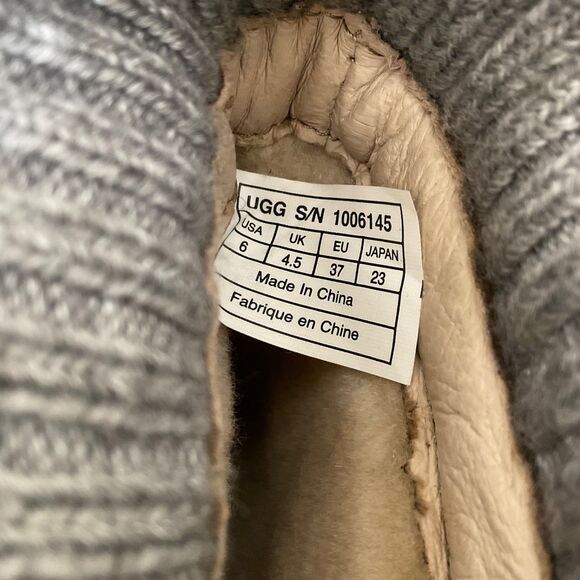 UGG S/N 1006145
USA UK EU JAPAN
6 4.5 37 23
Made In China
Fabrique en Chine